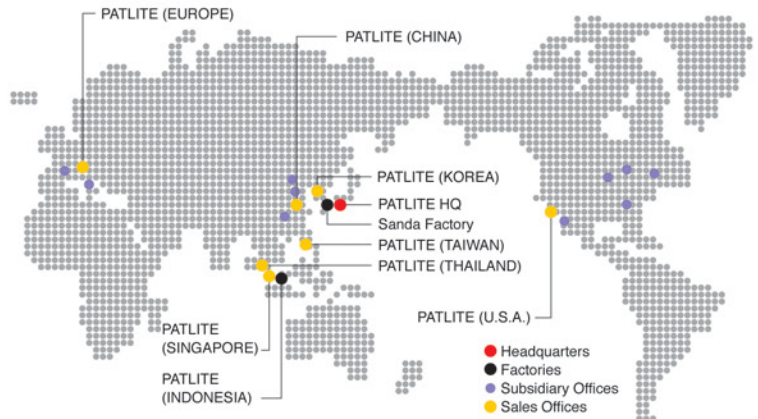 PATLITE (EUROPE)
PATLITE (CHINA)
PATLITE (KOREA)
PATLITE HQ
Sanda Factory
PATLITE (TAIWAN)
PATLITE (THAILAND)
PATLITE (U.S.A.)
PATLITE
(SINGAPORE)
PATLITE
(INDONESIA)
Headquarters
Factories
Subsidiary Offices
Sales Offices